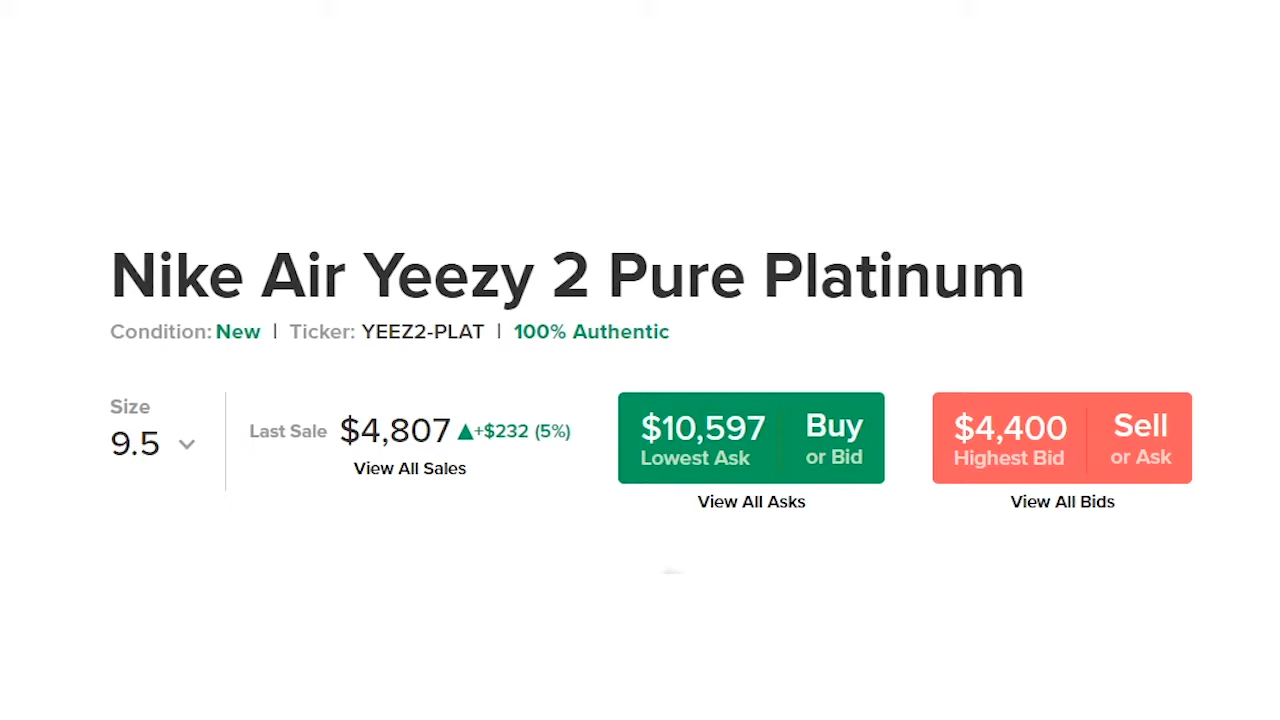 Nike Air Yeezy 2 Pure Platinum
Condition: New | Ticker: YEEZ2-PLAT | 100% Authentic
Size
9.5
Last Sale $4,807 ▲+$232 (5%)
View All Sales
$10,597 Buy
Lowest Ask or Bid
View All Asks
$4,400 Sell
Highest Bid or Ask
View All Bids